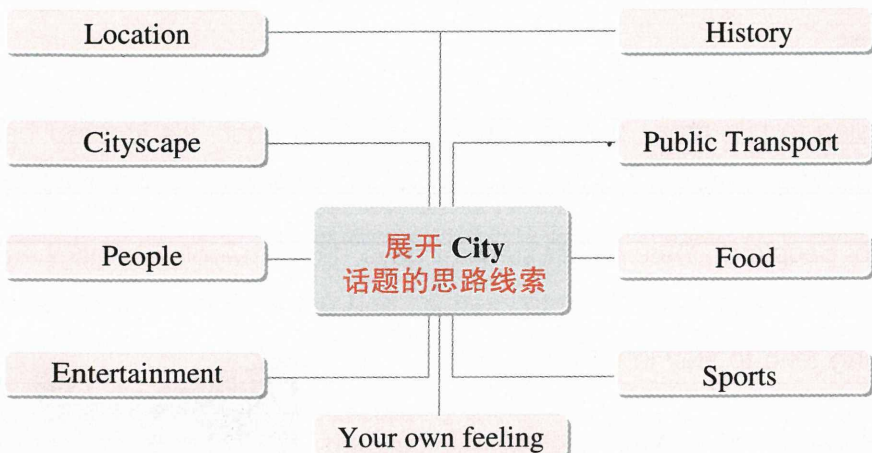 Location
History
Cityscape
Public Transport
展开 City
话题的思路线索
People
Food
Entertainment
Sports
Your own feeling